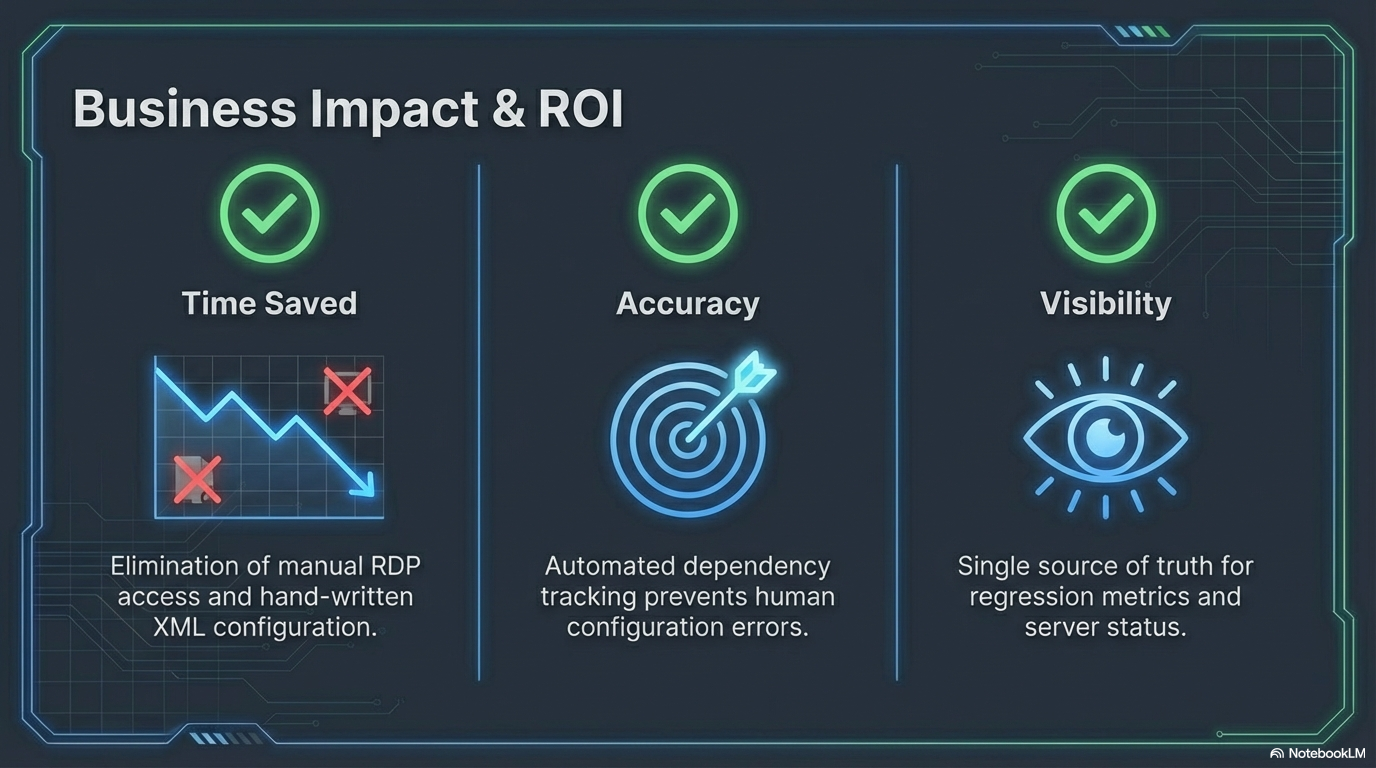 Business Impact & ROI
Time Saved
Elimination of manual RDP
access and hand-written
XML configuration.
Accuracy
Automated dependency
tracking prevents human
configuration errors.
Visibility
Single source of truth for
regression metrics and
server status.
NotebookLM